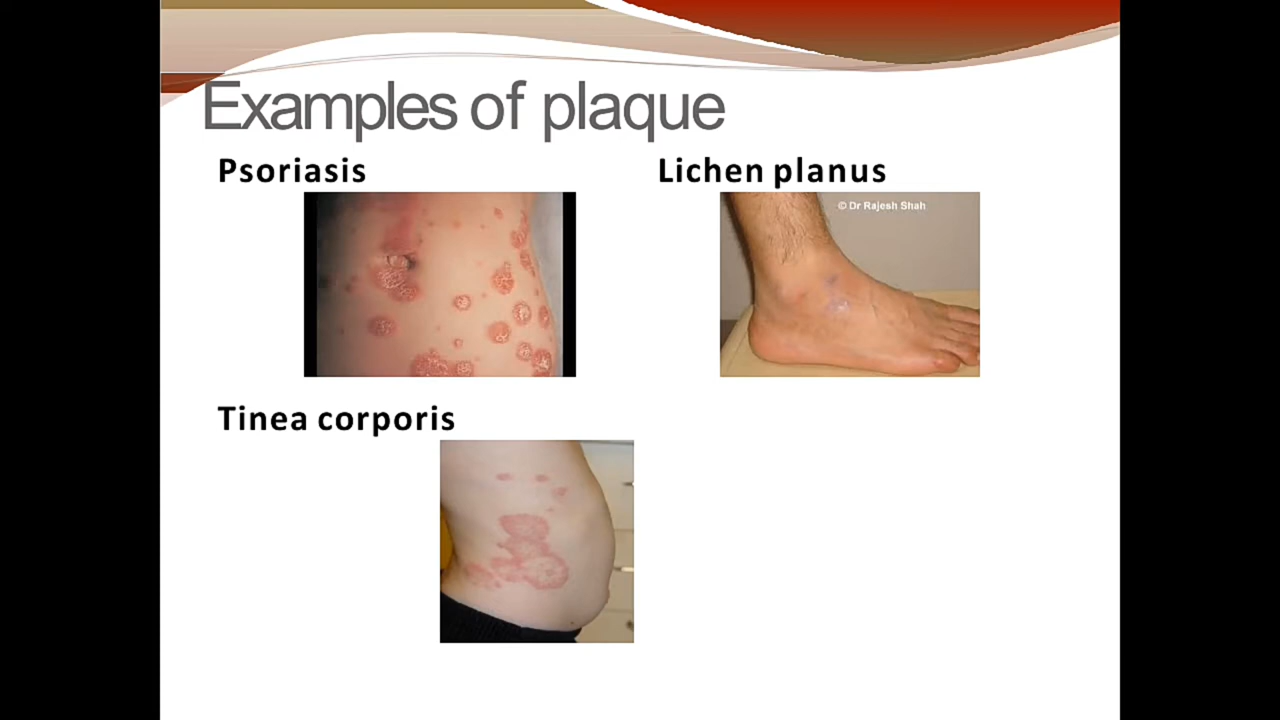 Examples of plaque
Psoriasis
Lichen planus
© Dr Rajesh Shah
Tinea corporis